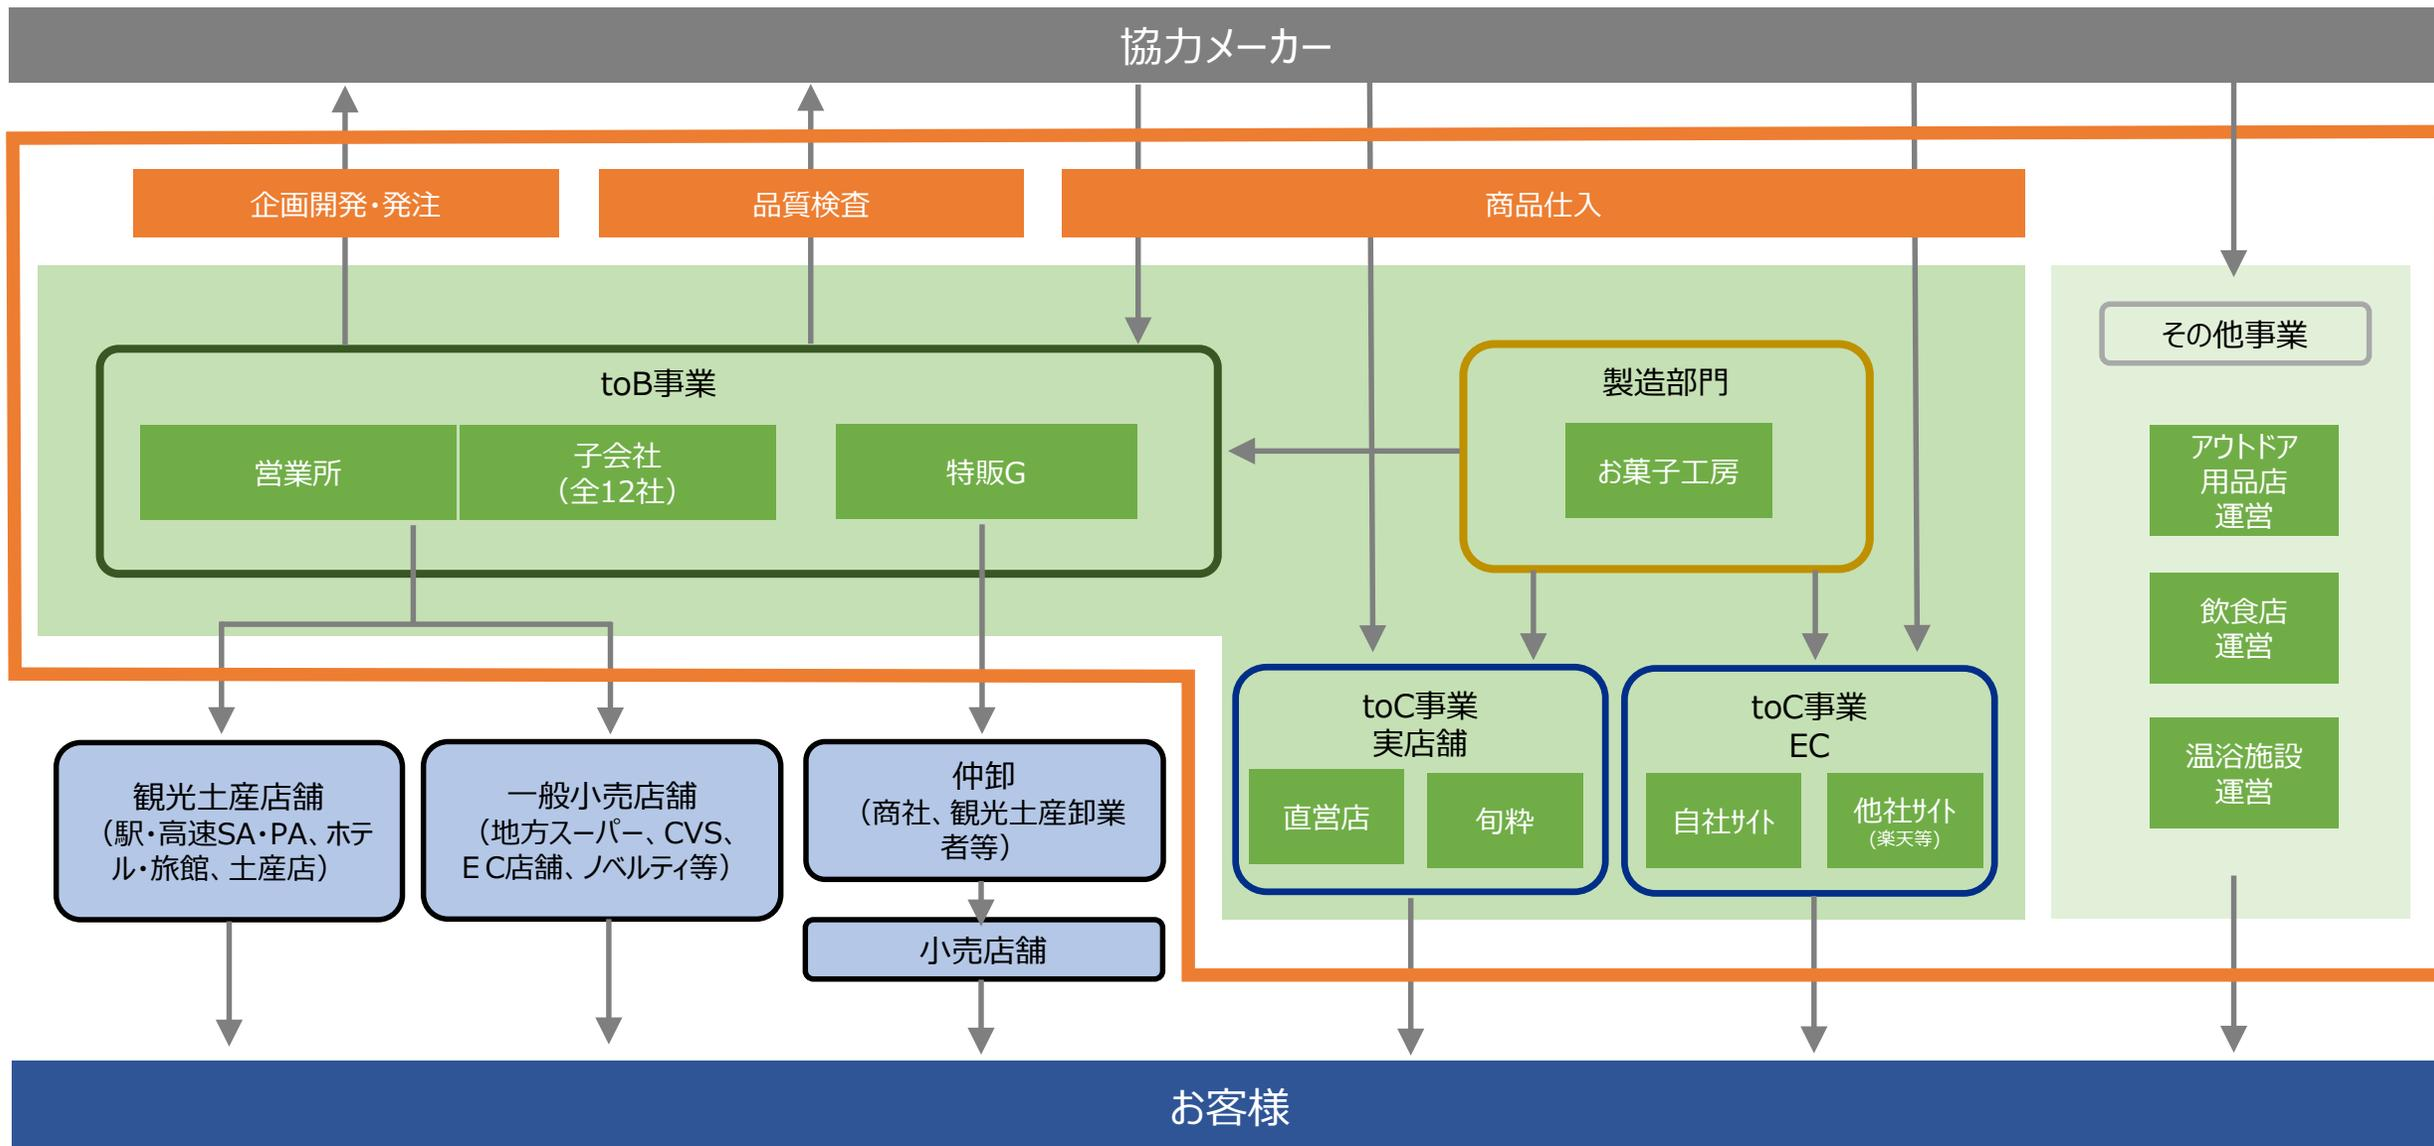 協力メーカー
企画開発・発注
品質検査
商品仕入
toB事業
営業所
子会社
（全12社）
特販G
製造部門
お菓子工房
その他事業
アウトドア
用品店
運営
飲食店
運営
温浴施設
運営
観光土産店舗
（駅・高速SA・PA、ホテ
ル・旅館、土産店）
一般小売店舗
（地方スーパー、CVS、
ＥC店舗、ノベルティ等）
仲卸
（商社、観光土産卸業
者等）
小売店舗
toC事業
実店舗
直営店
旬粋
toC事業
EC
自社ｻｲﾄ
他社ｻｲﾄ
（楽天等）
お客様